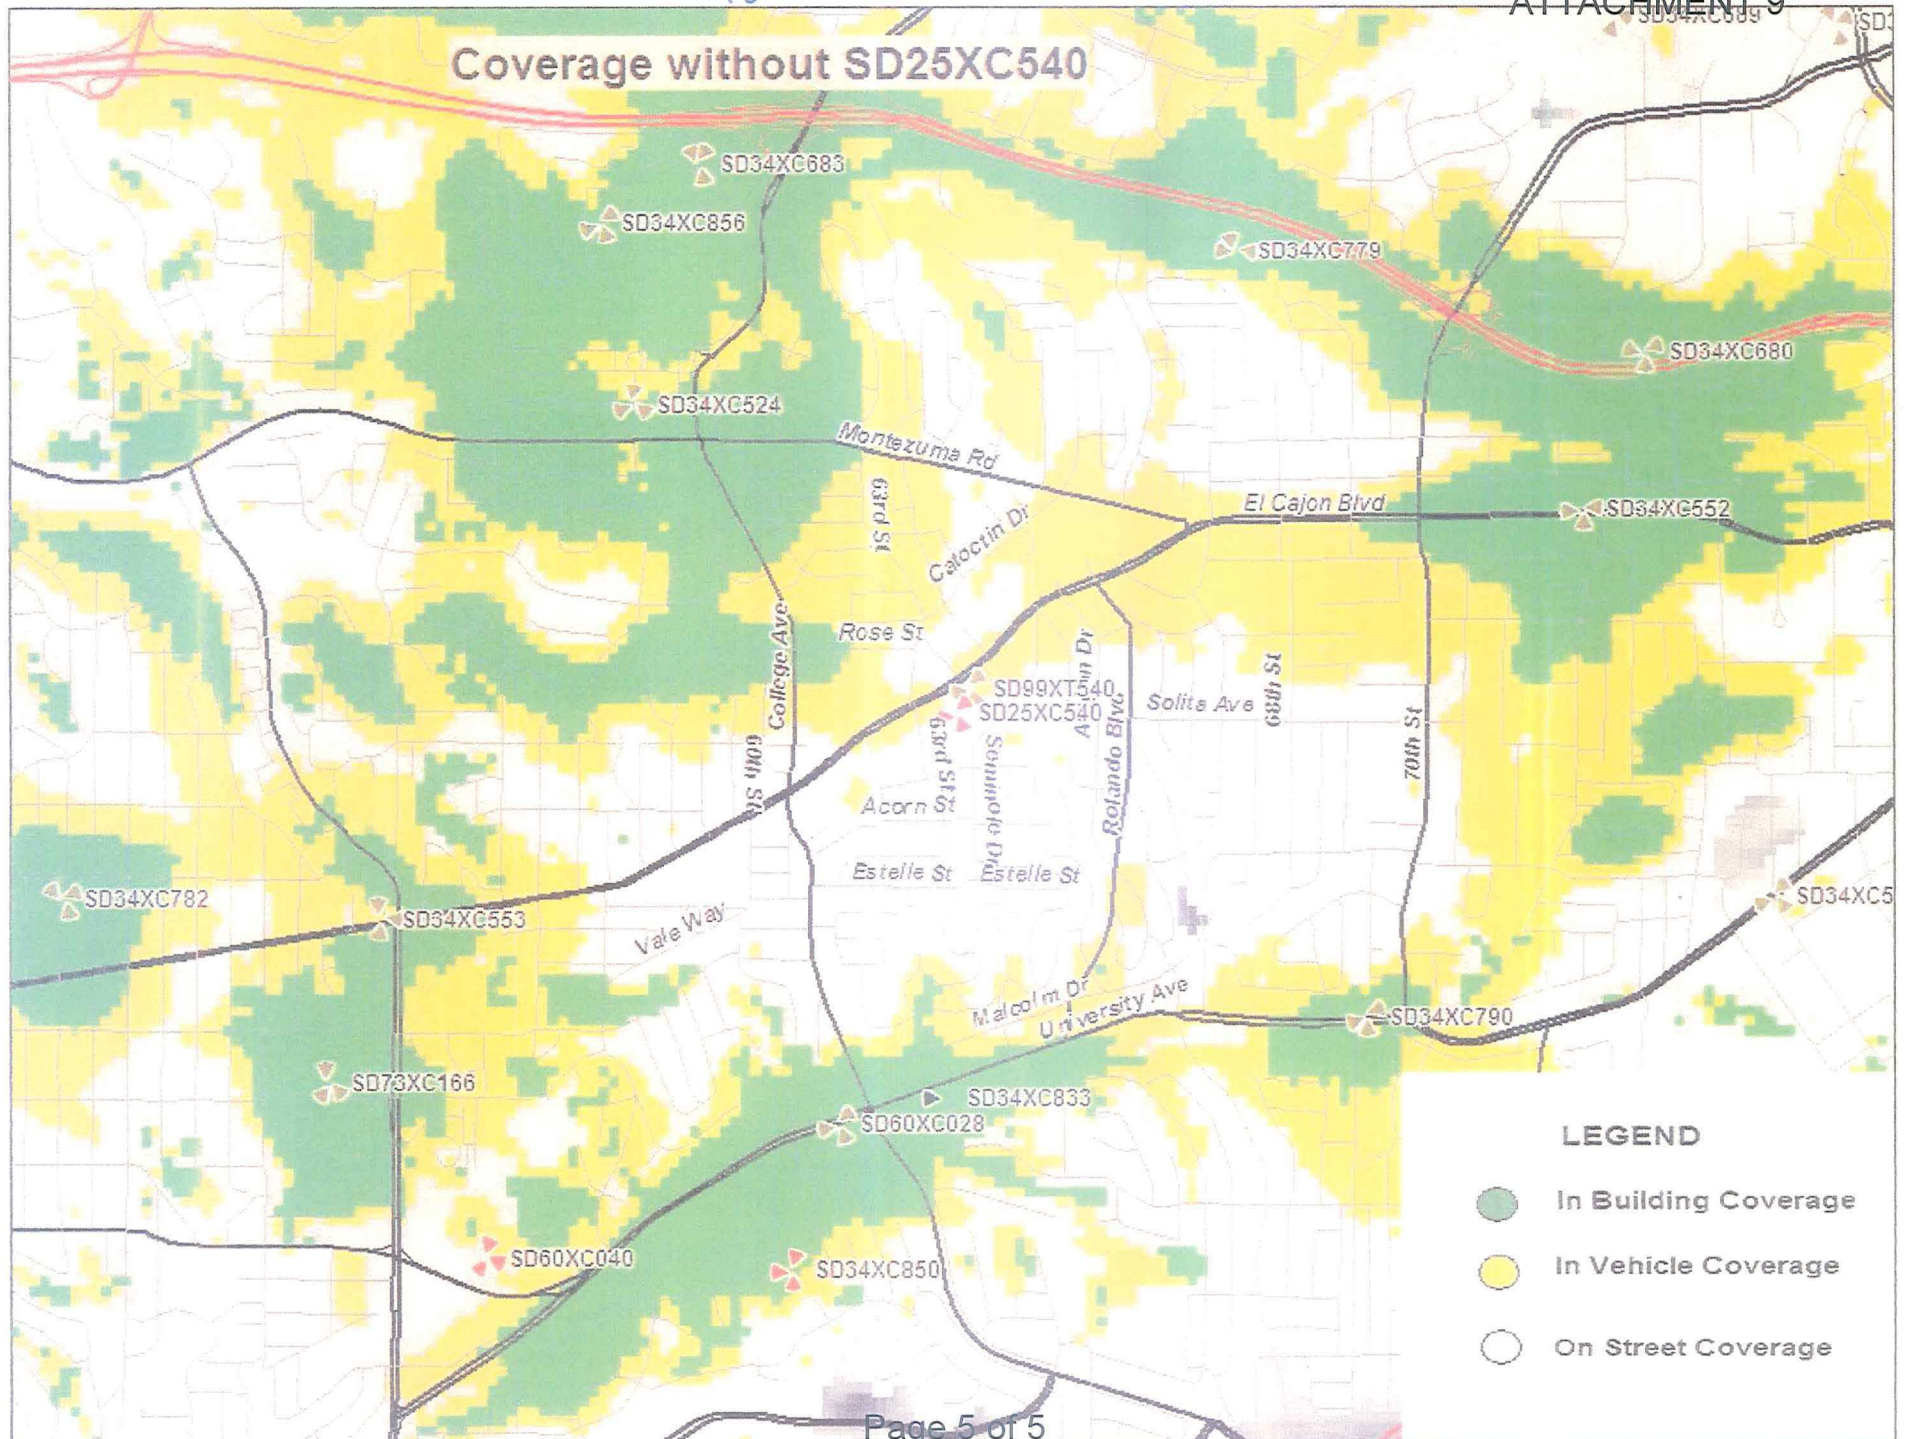 ATTACHMENT 9
SD34XC689
Coverage without SD25XC540
SD34XC683
SD34XC856
SD34XC779
SD34XC680
SD34XC524
Montezuma Rd
63rd St
Catoctin Dr
El Cajon Blvd
SD34XC552
College Ave
Rose St
SD99XT540
SD25XC540
Solita Ave
68th St
70th St
60th St
63rd St
Seminole Dr
Rolando Blvd
Acorn St
Estelle St
Estelle St
SD34XC782
SD34XC553
Vale Way
SD34XC5
Malcolm Dr
University Ave
SD34XC790
SD73XC166
SD34XC833
SD60XC028
SD60XC040
SD34XC850
LEGEND
In Building Coverage
In Vehicle Coverage
On Street Coverage
Page 5 of 5